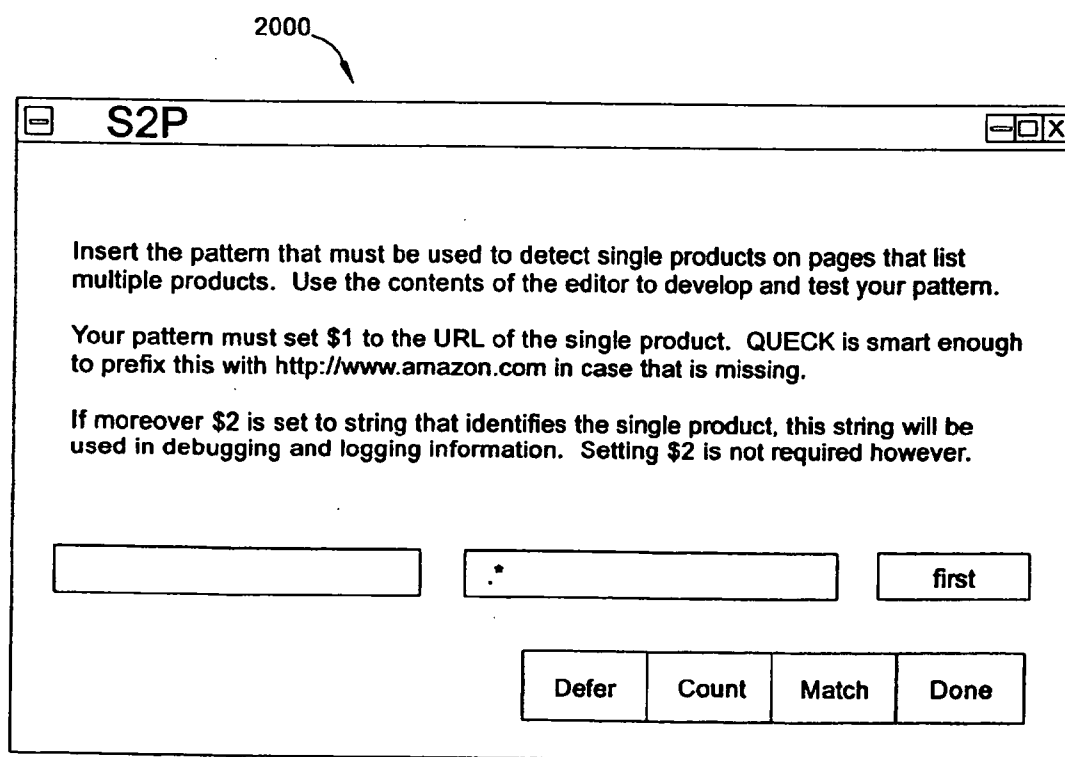 2000
S2P
Insert the pattern that must be used to detect single products on pages that list
multiple products. Use the contents of the editor to develop and test your pattern.
Your pattern must set $1 to the URL of the single product. QUECK is smart enough
to prefix this with http://www.amazon.com in case that is missing.
If moreover $2 is set to string that identifies the single product, this string will be
used in debugging and logging information. Setting $2 is not required however.
.* first
Defer Count Match Done